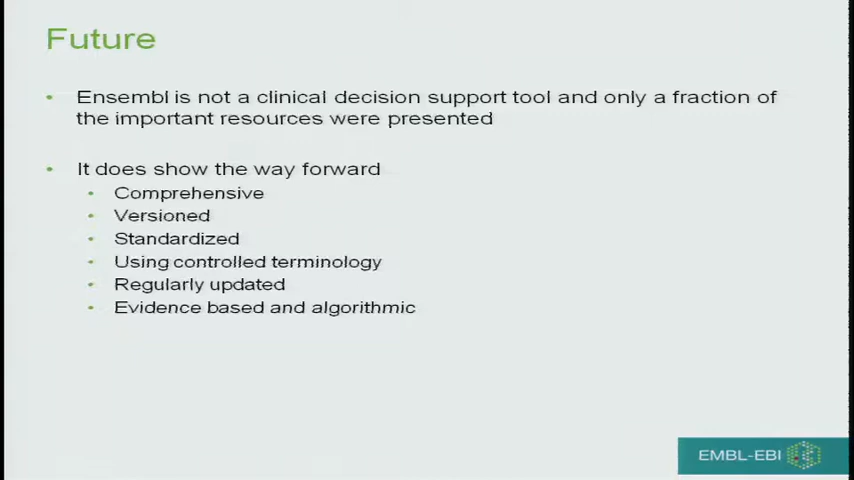 Future
• Ensembl is not a clinical decision support tool and only a fraction of
the important resources were presented
• It does show the way forward
• Comprehensive
• Versioned
• Standardized
• Using controlled terminology
• Regularly updated
• Evidence based and algorithmic
EMBL-EBI